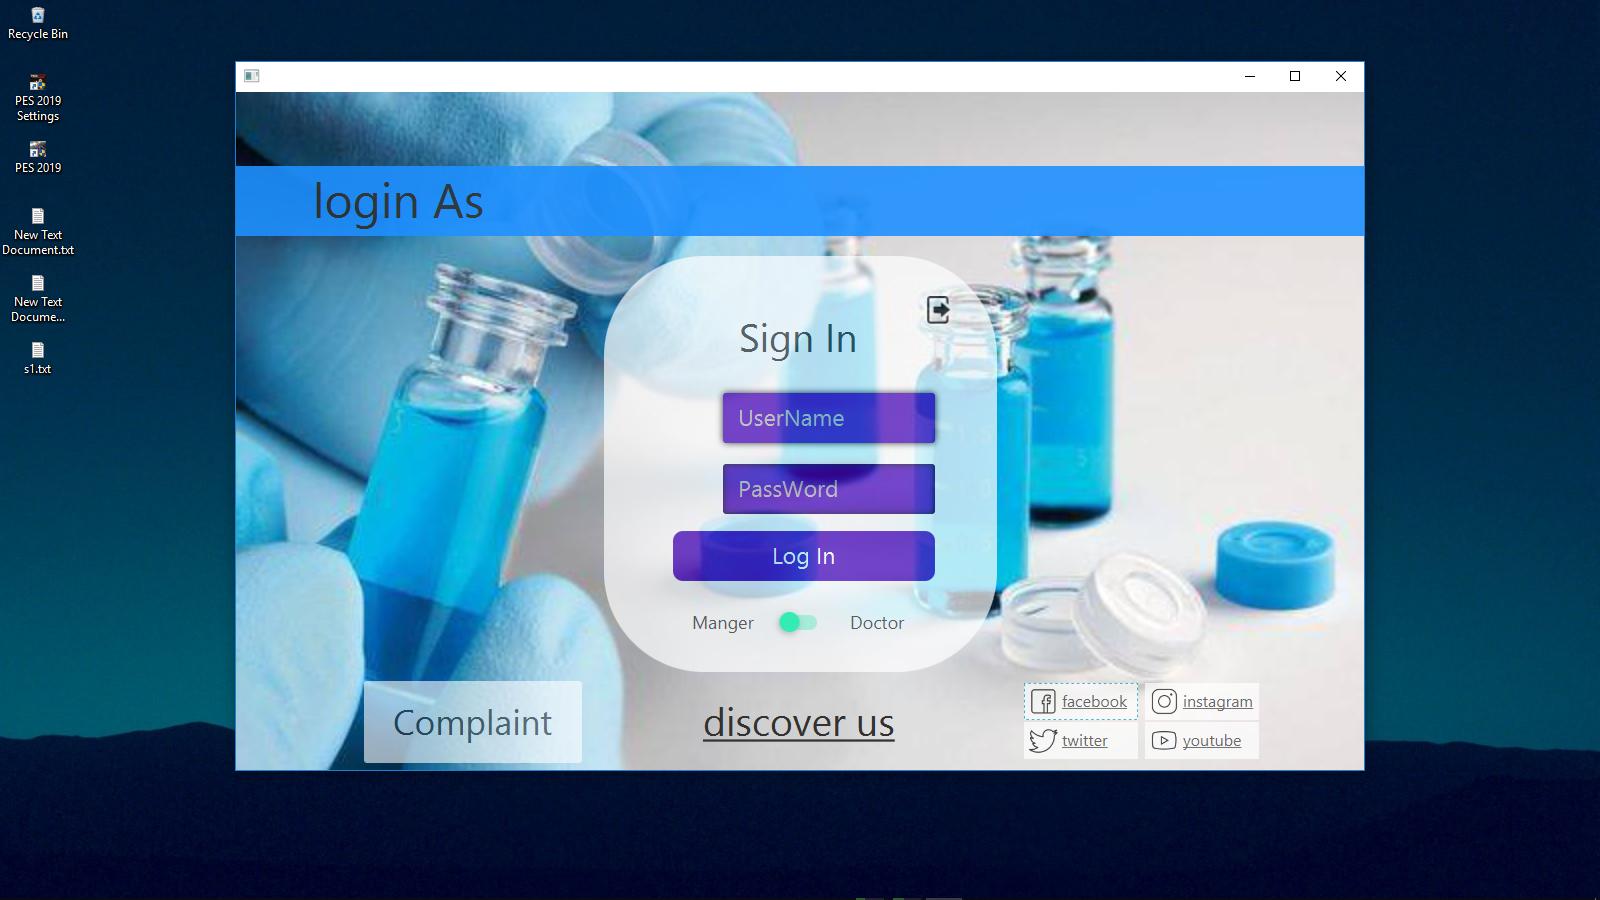 Recycle Bin
PES 2019
Settings
PES 2019
New Text
Document.txt
New Text
Docume...
s1.txt
login As
Sign In
UserName
PassWord
Log In
Manger
Doctor
Complaint
discover us
facebook
instagram
twitter
youtube